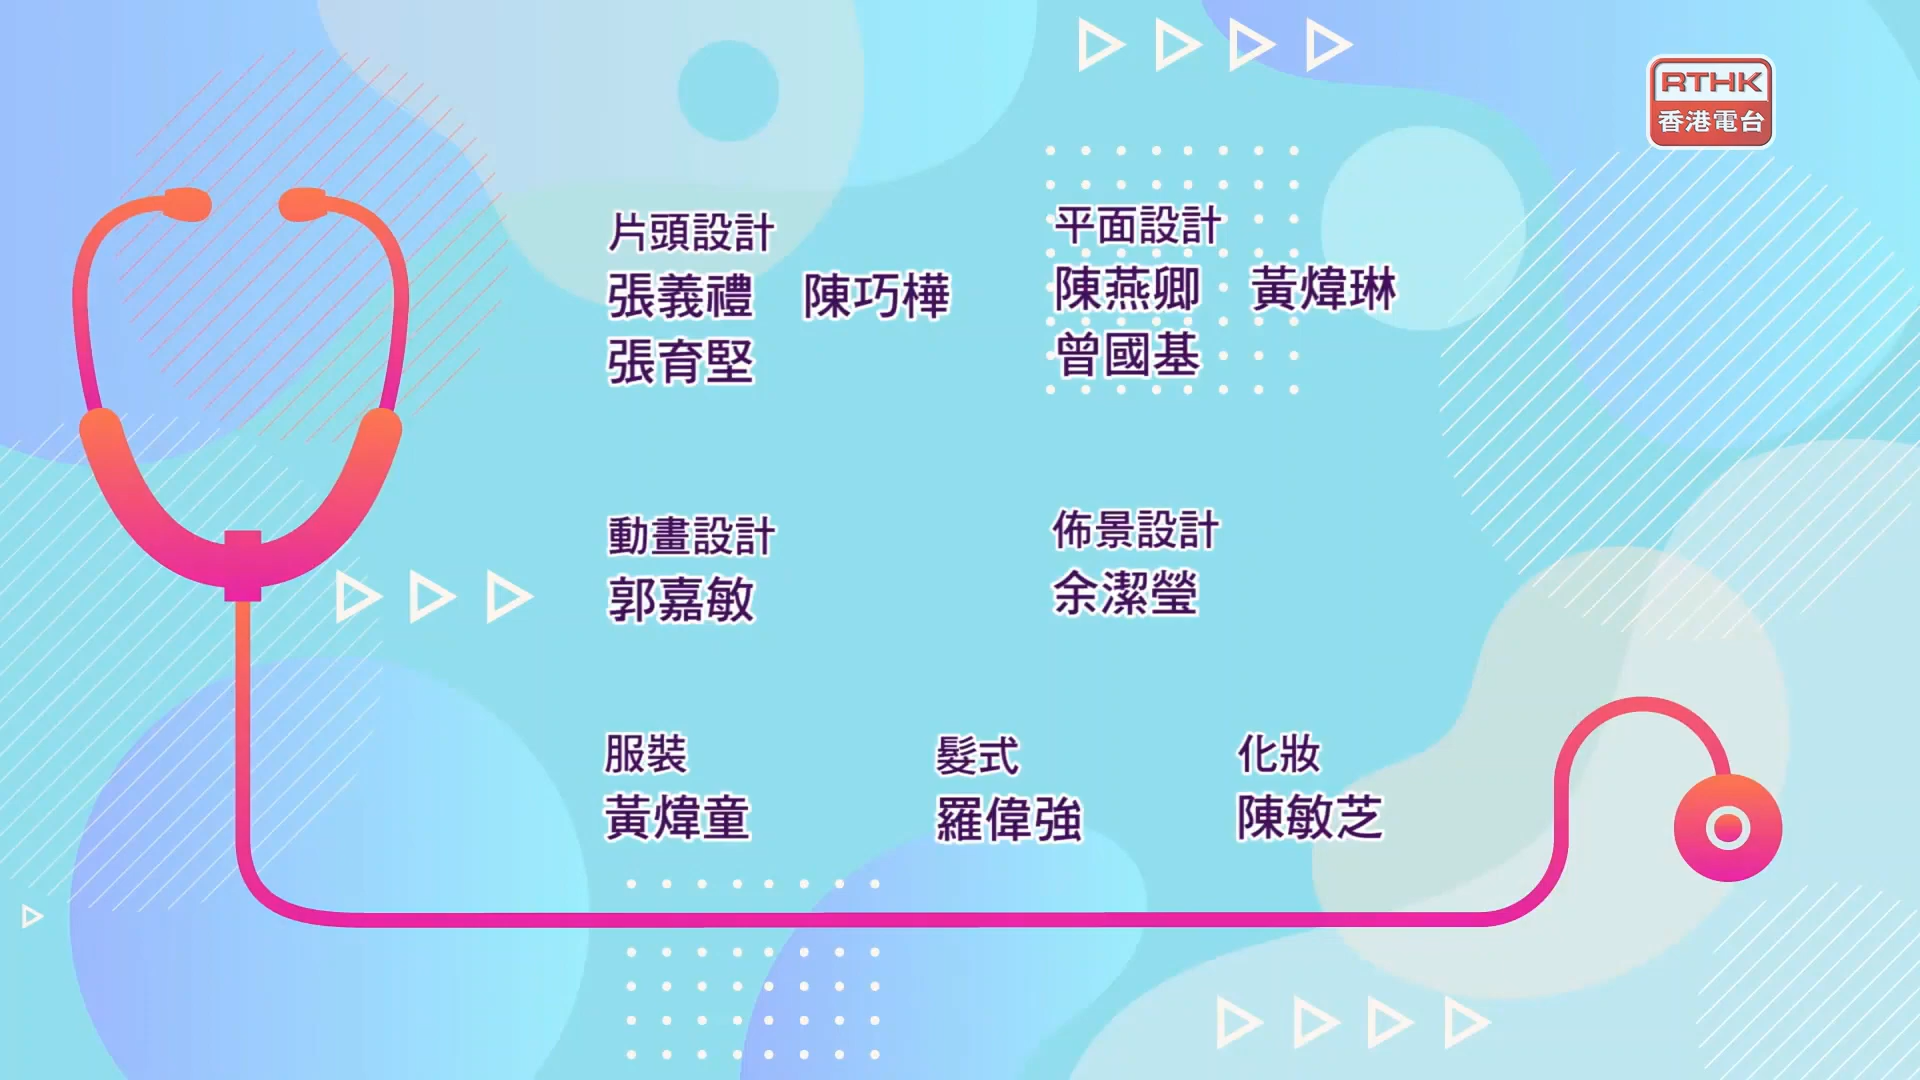 RTHK
香港電台
片頭設計
張義禮 陳巧樺
張育堅
平面設計
陳燕卿 黃煒琳
曾國基
動畫設計
郭嘉敏
佈景設計
余潔瑩
服裝
黃煒童
髮式
羅偉強
化妝
陳敏芝